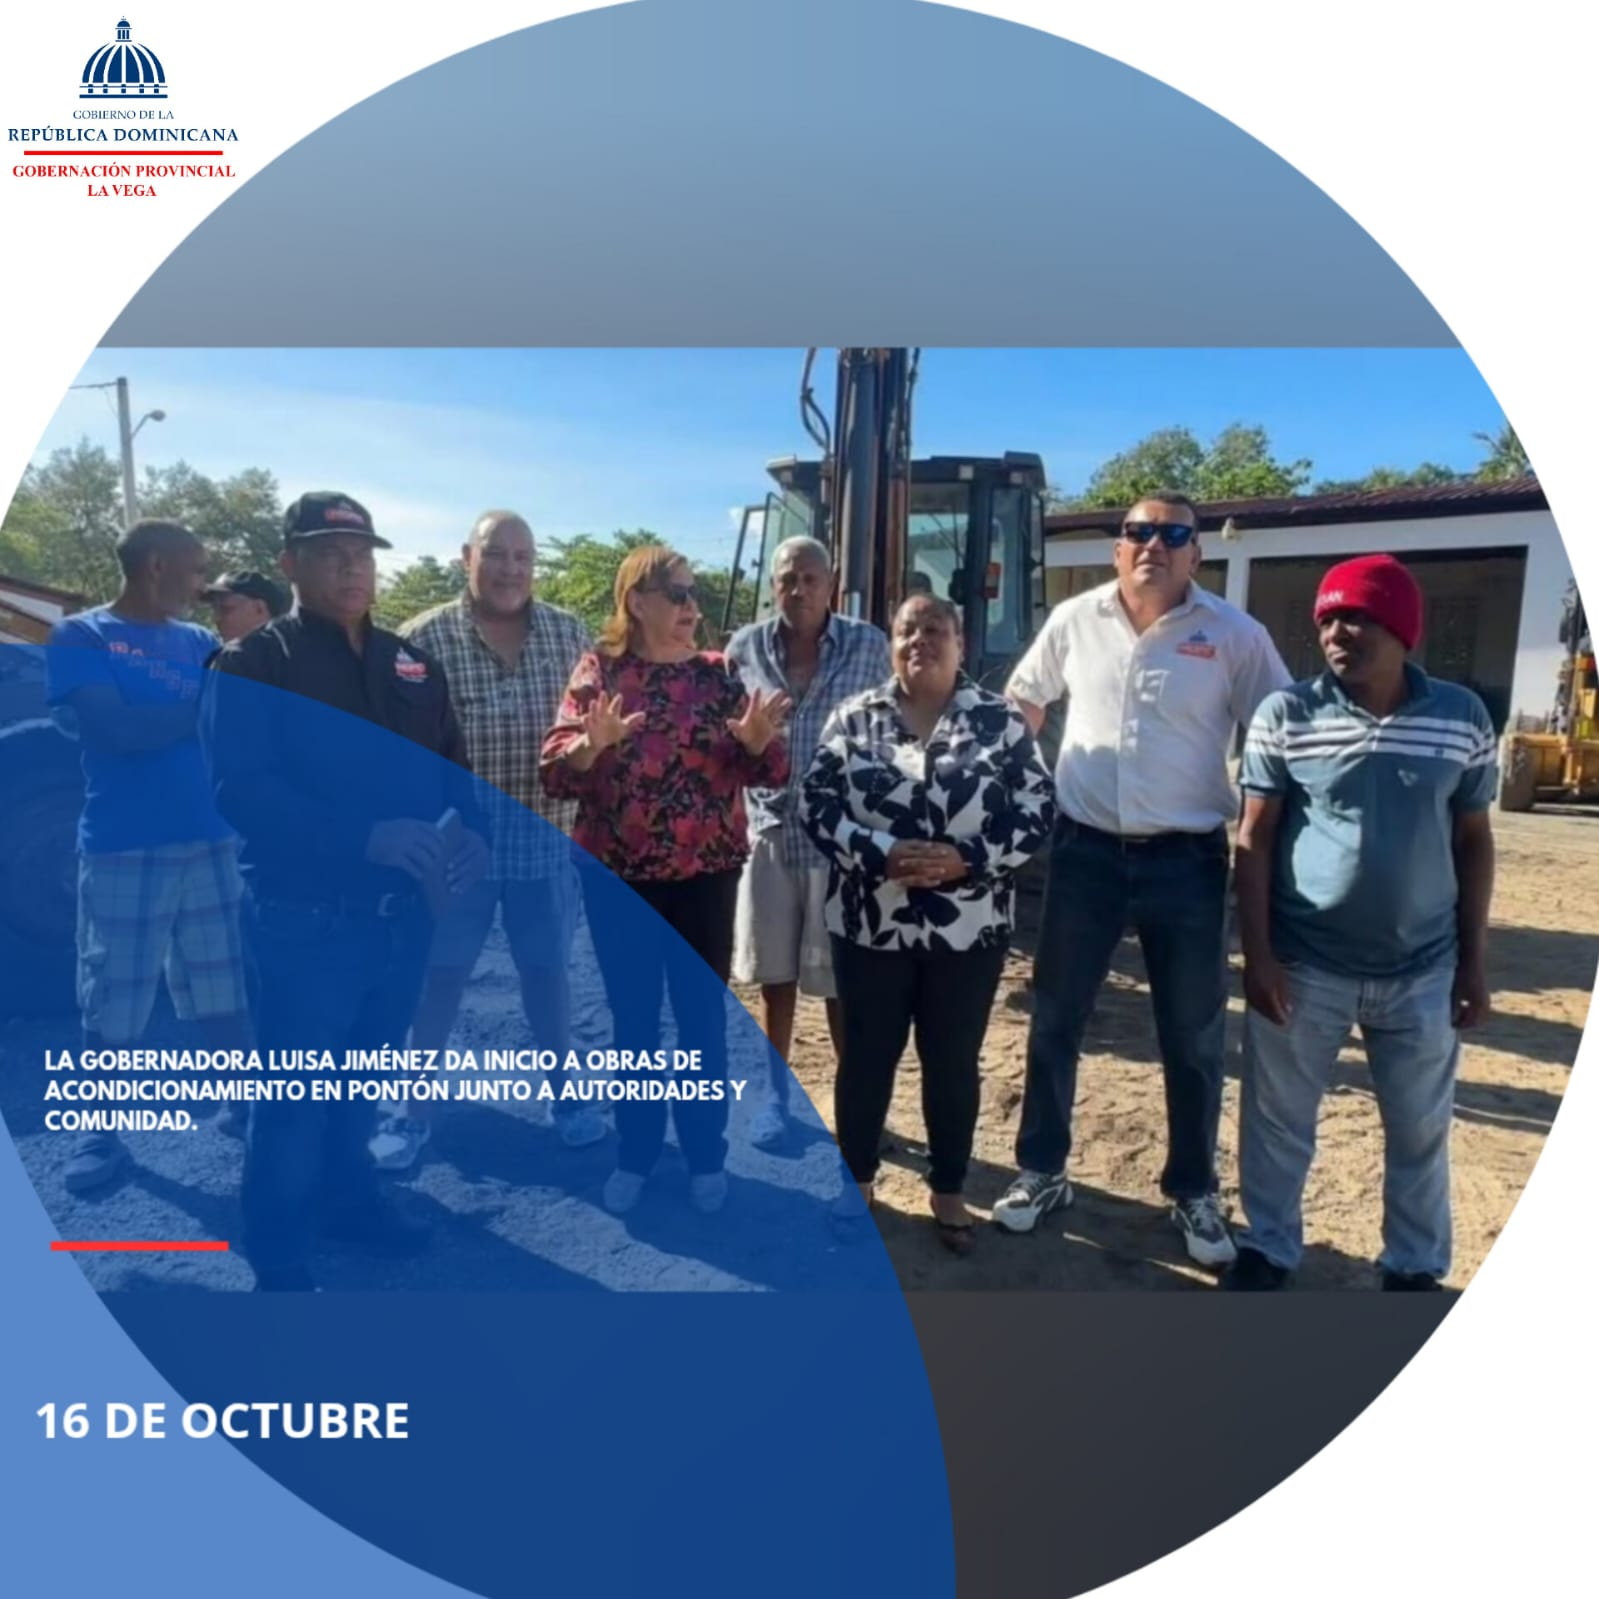 GOBIERNO DE LA
REPÚBLICA DOMINICANA
GOBERNACIÓN PROVINCIAL
LA VEGA
LA GOBERNADORA LUISA JIMÉNEZ DA INICIO A OBRAS DE
ACONDICIONAMIENTO EN PONTÓN JUNTO A AUTORIDADES Y
COMUNIDAD.
16 DE OCTUBRE